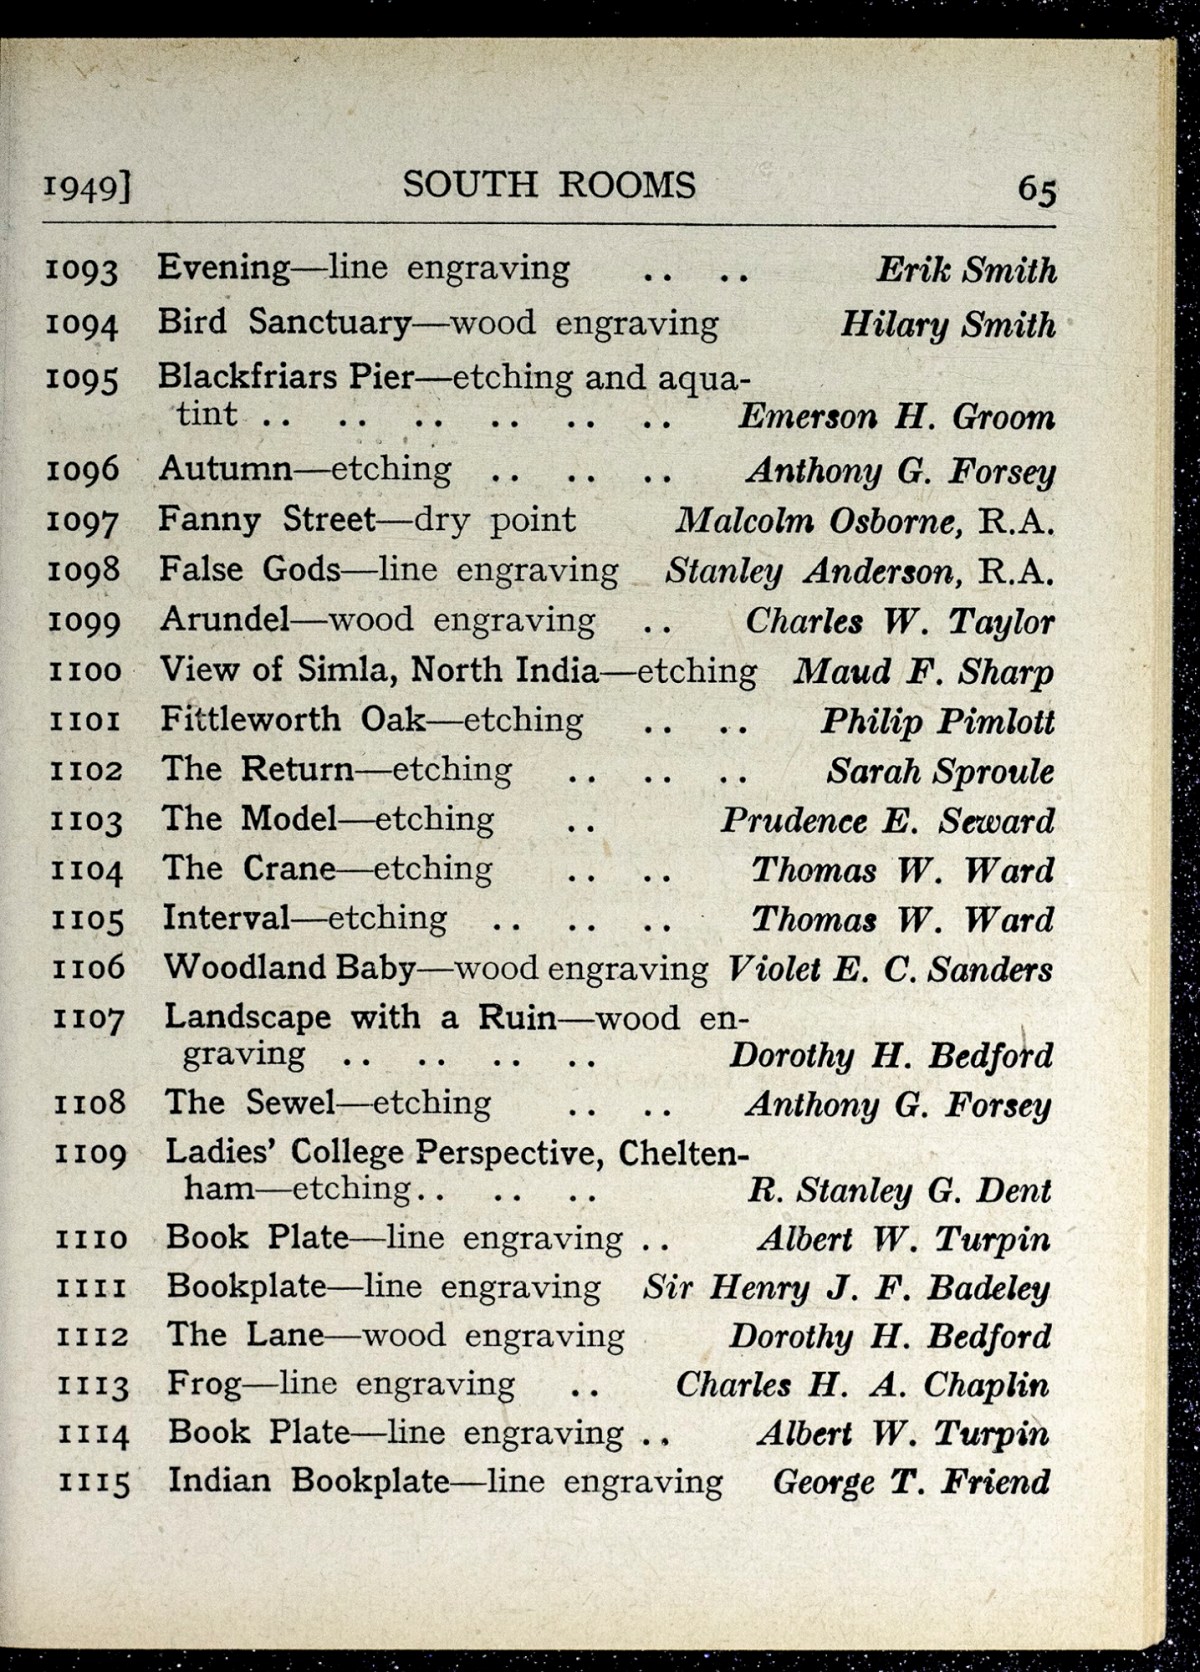 1949] SOUTH ROOMS 65
1093 Evening—line engraving .. .. Erik Smith
1094 Bird Sanctuary—wood engraving Hilary Smith
1095 Blackfriars Pier—etching and aqua-
tint .. .. .. .. .. .. Emerson H. Groom
1096 Autumn—etching .. .. .. Anthony G. Forsey
1097 Fanny Street—dry point Malcolm Osborne, R.A.
1098 False Gods—line engraving Stanley Anderson, R.A.
1099 Arundel—wood engraving .. Charles W. Taylor
1100 View of Simla, North India—etching Maud F. Sharp
1101 Fittleworth Oak—etching .. .. Philip Pimlott
1102 The Return—etching .. .. .. Sarah Sproule
1103 The Model—etching .. Prudence E. Seward
1104 The Crane—etching .. .. Thomas W. Ward
1105 Interval—etching .. .. .. Thomas W. Ward
1106 Woodland Baby—wood engraving Violet E. C. Sanders
1107 Landscape with a Ruin—wood en-
graving .. .. .. .. Dorothy H. Bedford
1108 The Sewel—etching .. .. Anthony G. Forsey
1109 Ladies' College Perspective, Chelten-
ham—etching.. .. .. R. Stanley G. Dent
1110 Book Plate—line engraving .. Albert W. Turpin
1111 Bookplate—line engraving Sir Henry J. F. Badeley
1112 The Lane—wood engraving Dorothy H. Bedford
1113 Frog—line engraving .. Charles H. A. Chaplin
1114 Book Plate—line engraving .. Albert W. Turpin
1115 Indian Bookplate—line engraving George T. Friend